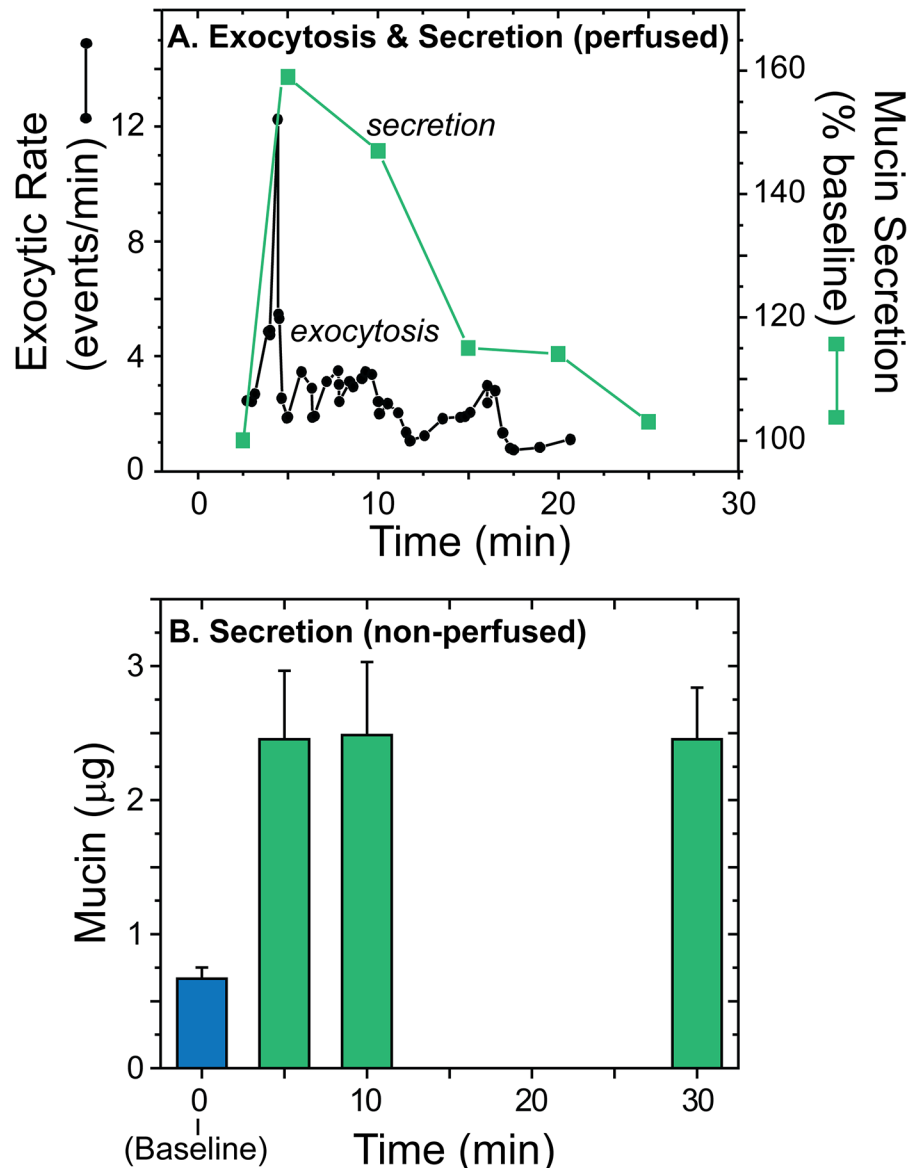 A. Exocytosis & Secretion (perfused)
Exocytic Rate
(events/min)
12
8
4
0
secretion
exocytosis
160
140
120
100
Mucin Secretion
(% baseline)
0
10
20
30
Time (min)
B. Secretion (non-perfused)
Mucin (μg)
3
2
1
0
0
10
20
30
(Baseline)
Time (min)